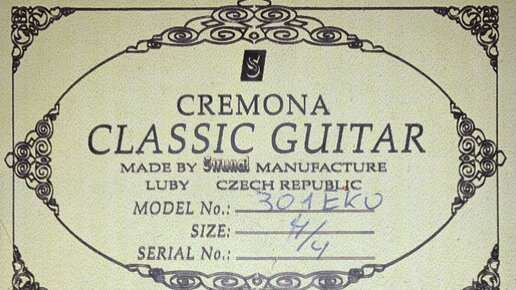 S
CREMONA
CLASSIC GUITAR
MADE BY Strunal MANUFACTURE
LUBY CZECH REPUBLIC
MODEL No.: 301EKO
SIZE: 4/4
SERIAL No.: